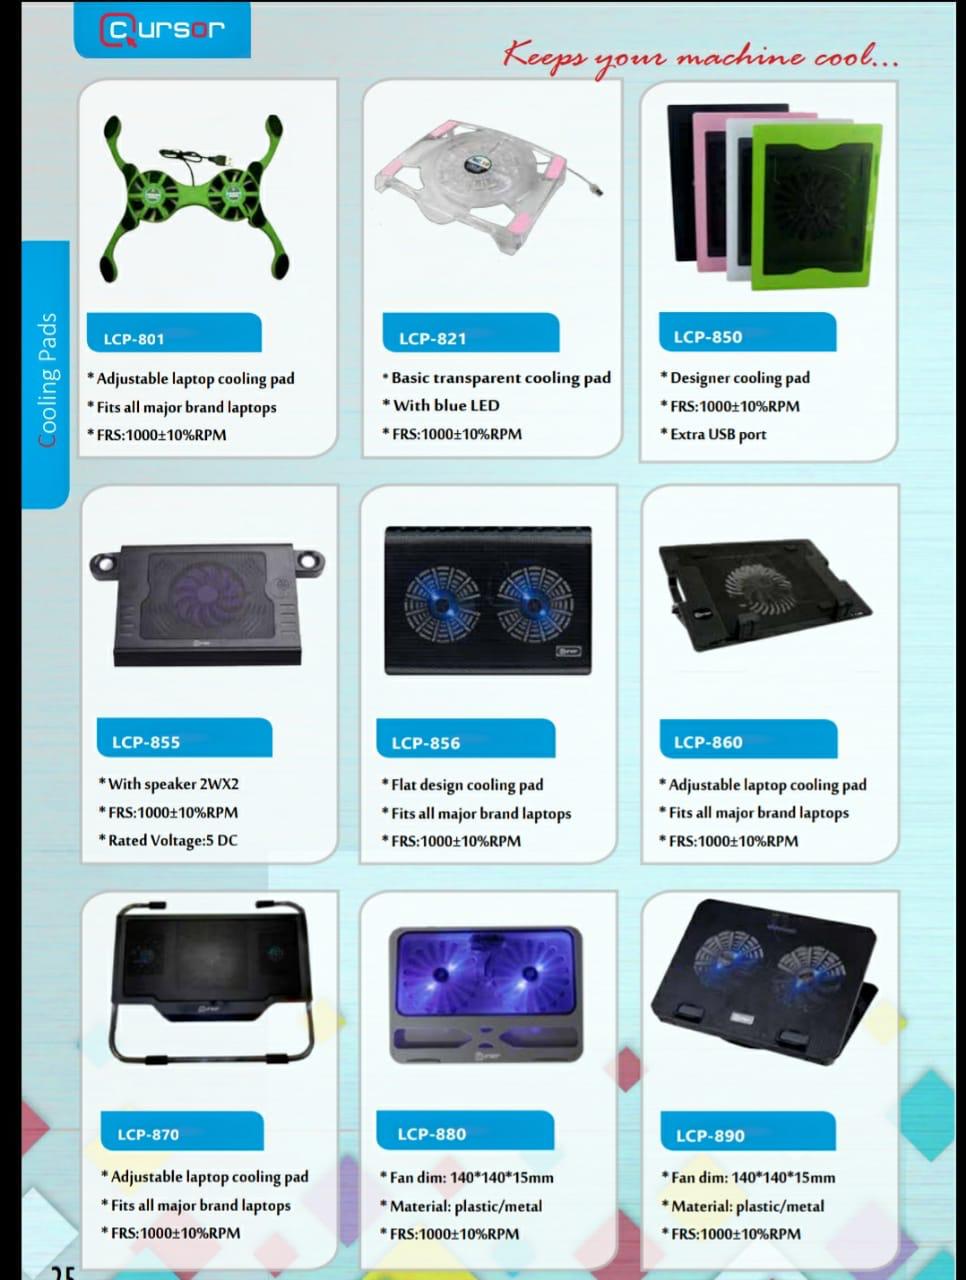 Cursor
Keeps your machine cool...
Cooling Pads
LCP-801
* Adjustable laptop cooling pad
* Fits all major brand laptops
* FRS:1000±10%RPM
LCP-821
* Basic transparent cooling pad
* With blue LED
* FRS:1000±10%RPM
LCP-850
* Designer cooling pad
* FRS:1000±10%RPM
* Extra USB port
LCP-855
* With speaker 2WX2
* FRS:1000±10%RPM
* Rated Voltage:5 DC
LCP-856
* Flat design cooling pad
* Fits all major brand laptops
* FRS:1000±10%RPM
LCP-860
* Adjustable laptop cooling pad
* Fits all major brand laptops
* FRS:1000±10%RPM
LCP-870
* Adjustable laptop cooling pad
* Fits all major brand laptops
* FRS:1000±10%RPM
LCP-880
* Fan dim: 140*140*15mm
* Material: plastic/metal
* FRS:1000±10%RPM
LCP-890
* Fan dim: 140*140*15mm
* Material: plastic/metal
* FRS:1000±10%RPM